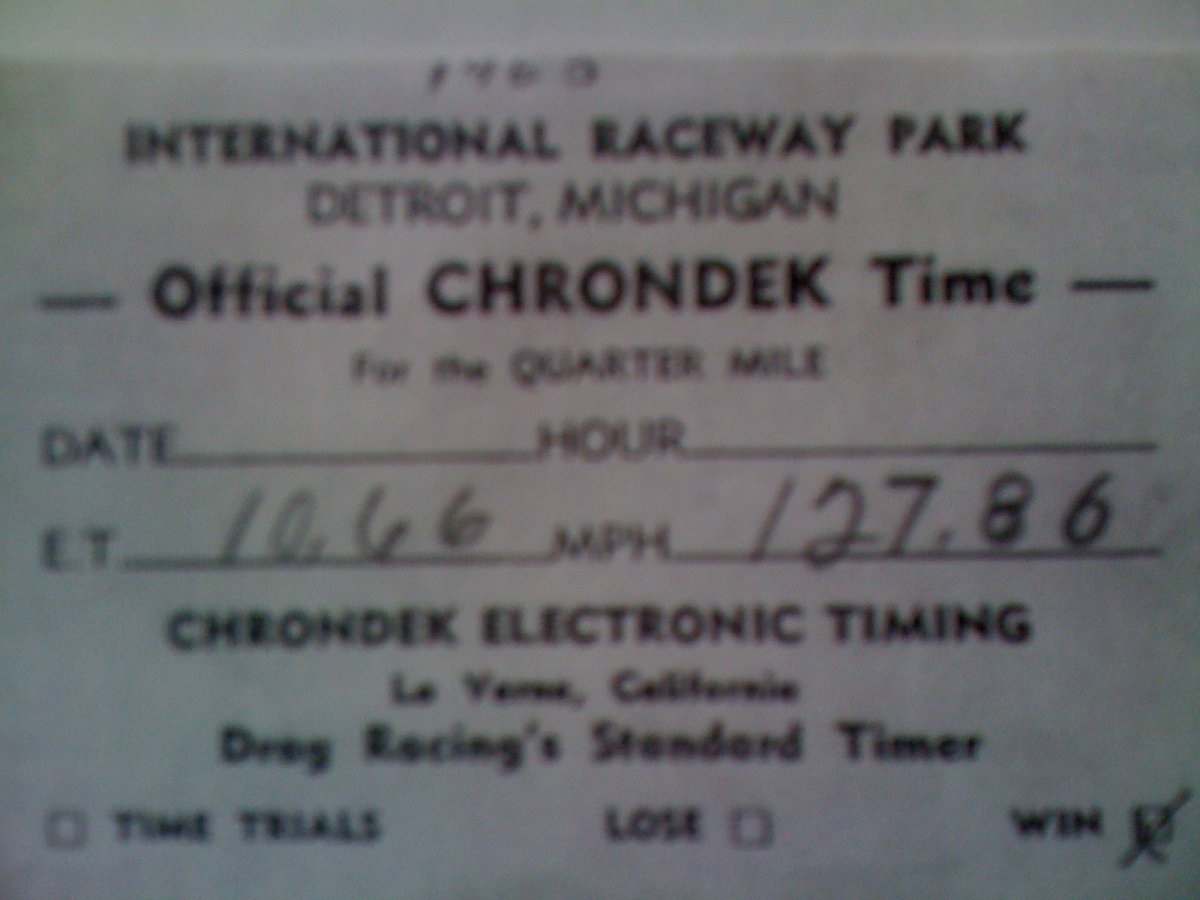 INTERNATIONAL RACEWAY PARK
DETROIT, MICHIGAN
— Official CHRONDEK Time —
For the QUARTER MILE
DATE HOUR
E.T. 10.66 MPH 127.86
CHRONDEK ELECTRONIC TIMING
La Verne, California
Drag Racing's Standard Timer
TIME TRIALS LOSE WIN